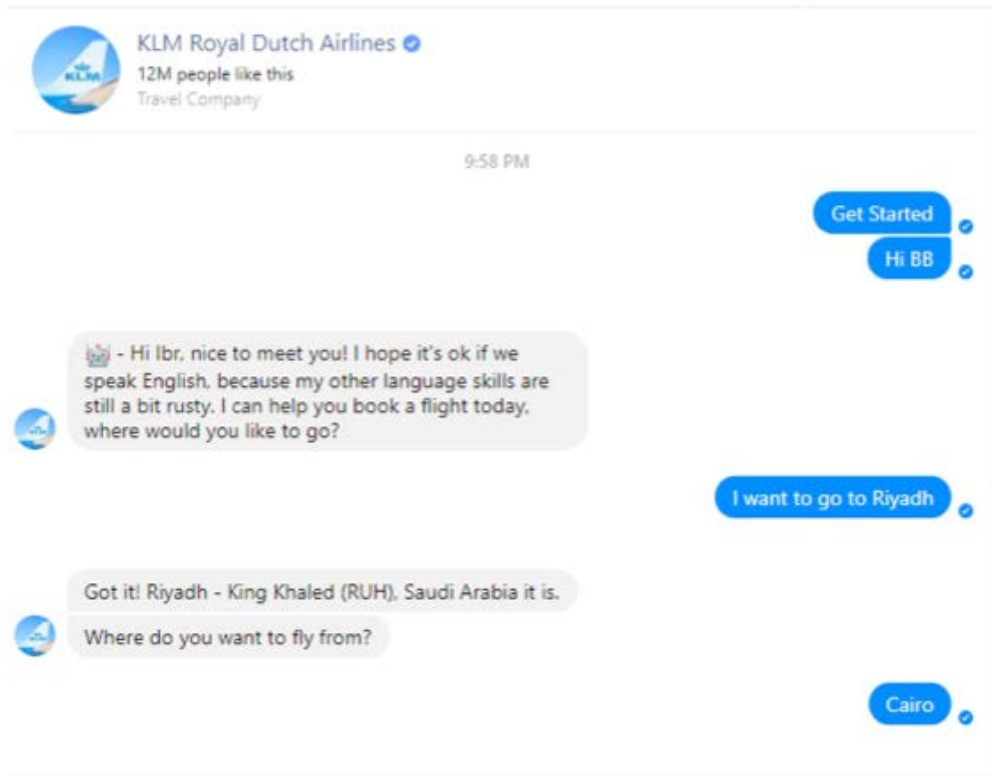 KLM Royal Dutch Airlines
KLM
12M people like this
Travel Company
9:58 PM
Get Started
Hi BB
- Hi Ibr, nice to meet you! I hope it's ok if we
speak English, because my other language skills are
still a bit rusty. I can help you book a flight today,
where would you like to go?
I want to go to Riyadh
Got it! Riyadh - King Khaled (RUH), Saudi Arabia it is.
Where do you want to fly from?
Cairo